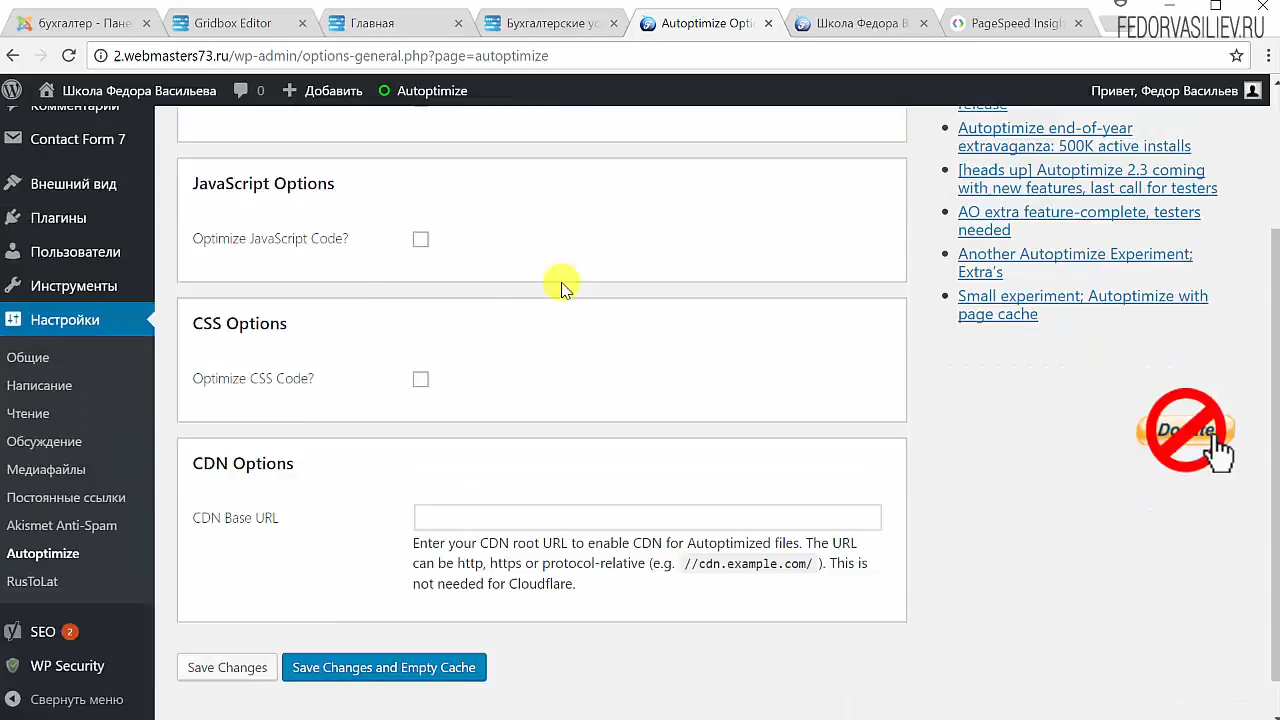 бухгалтер - Пане
Gridbox Editor
Главная
Бухгалтерские ус
Autoptimize Opti
Школа Федора В
PageSpeed Insigh
FEDORVASILIEV.RU
2.webmasters73.ru/wp-admin/options-general.php?page=autoptimize
Школа Федора Васильева
0
Добавить
Autoptimize
Привет, Федор Васильев
Комментарии
Contact Form 7
Внешний вид
Плагины
Пользователи
Инструменты
Настройки
Общие
Написание
Чтение
Обсуждение
Медиафайлы
Постоянные ссылки
Akismet Anti-Spam
Autoptimize
RusToLat
SEO 2
WP Security
Свернуть меню
JavaScript Options
Optimize JavaScript Code?
CSS Options
Optimize CSS Code?
CDN Options
CDN Base URL
Enter your CDN root URL to enable CDN for Autoptimized files. The URL
can be http, https or protocol-relative (e.g. //cdn.example.com/ ). This is
not needed for Cloudflare.
Save Changes
Save Changes and Empty Cache
release
Autoptimize end-of-year
extravaganza: 500K active installs
[heads up] Autoptimize 2.3 coming
with new features, last call for testers
AO extra feature-complete, testers
needed
Another Autoptimize Experiment;
Extra's
Small experiment; Autoptimize with
page cache